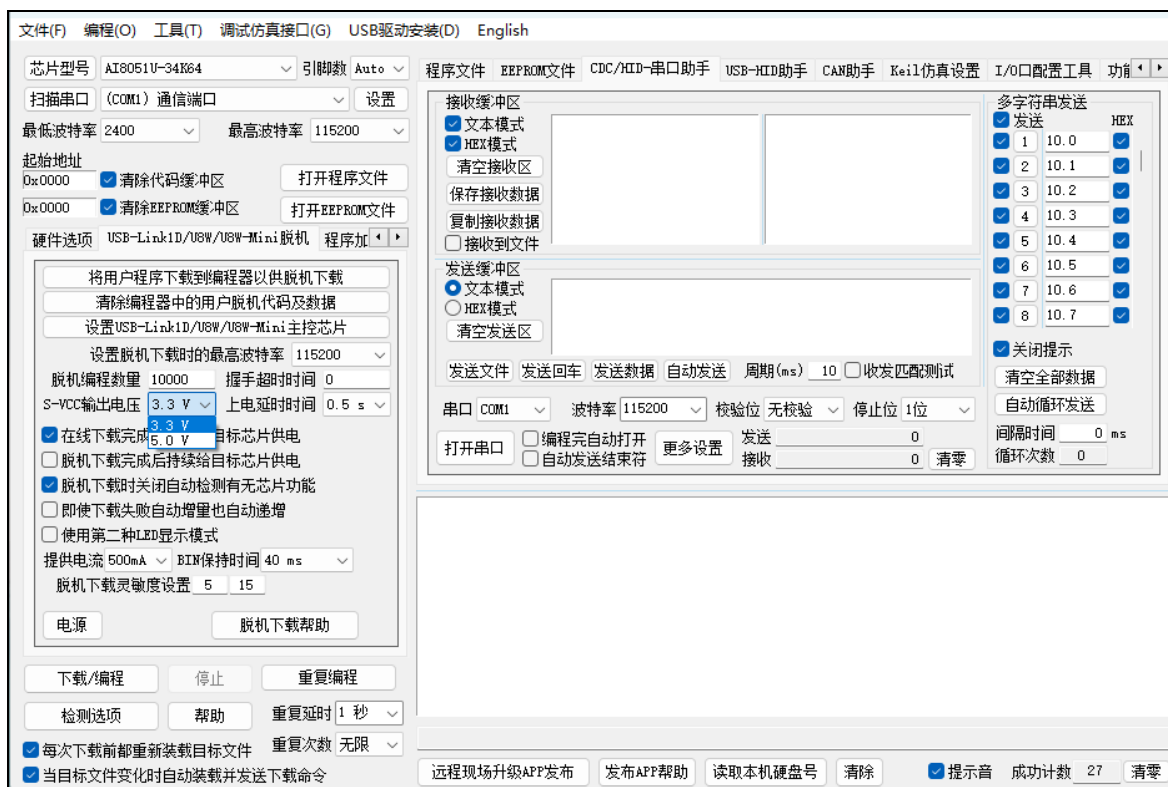 文件(F) 编程(O) 工具(T) 调试仿真接口(G) USB驱动安装(D) English
芯片型号 AI8051U-34K64 引脚数 Auto
扫描串口 (COM1) 通信端口 设置
最低波特率 2400 最高波特率 115200
起始地址
0x0000 清除代码缓冲区 打开程序文件
0x0000 清除EEPROM缓冲区 打开EEPROM文件
硬件选项 USB-Link1D/U8W/U8W-Mini脱机 程序加
将用户程序下载到编程器以供脱机下载
清除编程器中的用户脱机代码及数据
设置USB-Link1D/U8W/U8W-Mini主控芯片
设置脱机下载时的最高波特率 115200
脱机编程数量 10000 握手超时时间 0
S-VCC输出电压 3.3 V 上电延时时间 0.5 s
3.3 V
5.0 V
在线下载完成 目标芯片供电
脱机下载完成后持续给目标芯片供电
脱机下载时关闭自动检测有无芯片功能
即使下载失败自动增量也自动递增
使用第二种LED显示模式
提供电流 500mA BIN保持时间 40 ms
脱机下载灵敏度设置 5 15
电源 脱机下载帮助
下载/编程 停止 重复编程
检测选项 帮助 重复延时 1 秒
每次下载前都重新装载目标文件 重复次数 无限
当目标文件变化时自动装载并发送下载命令
程序文件 EEPROM文件 CDC/HID-串口助手 USB-HID助手 CAN助手 Keil仿真设置 I/O口配置工具
接收缓冲区
文本模式
HEX模式
清空接收区
保存接收数据
复制接收数据
接收到文件
发送缓冲区
文本模式
HEX模式
清空发送区
发送文件 发送回车 发送数据 自动发送 周期(ms) 10 收发匹配测试
串口 COM1 波特率 115200 校验位 无校验 停止位 1位
打开串口 编程完自动打开 更多设置 发送 0
自动发送结束符 接收 0 清零
多字符串发送
发送 HEX
1 10.0
2 10.1
3 10.2
4 10.3
5 10.4
6 10.5
7 10.6
8 10.7
关闭提示
清空全部数据
自动循环发送
间隔时间 0 ms
循环次数 0
远程现场升级APP发布 发布APP帮助 读取本机硬盘号 清除 提示音 成功计数 27 清零